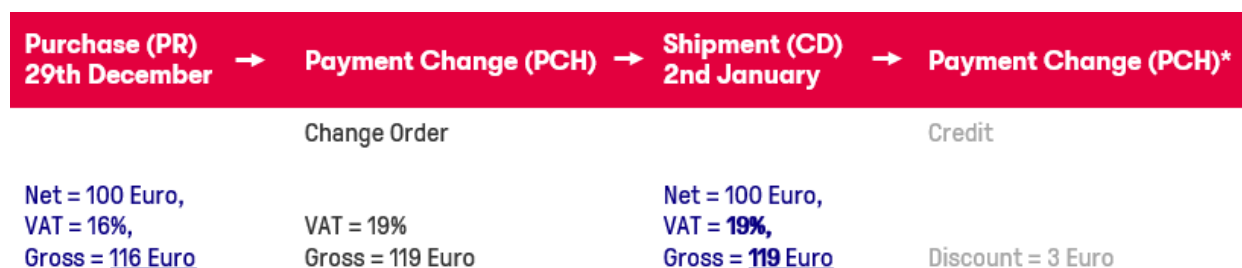 Purchase (PR)
29th December
→
Payment Change (PCH)
→
Shipment (CD)
2nd January
→
Payment Change (PCH)*
Change Order
Credit
Net = 100 Euro,
VAT = 16%,
Gross = 116 Euro
VAT = 19%
Gross = 119 Euro
Net = 100 Euro,
VAT = 19%,
Gross = 119 Euro
Discount = 3 Euro